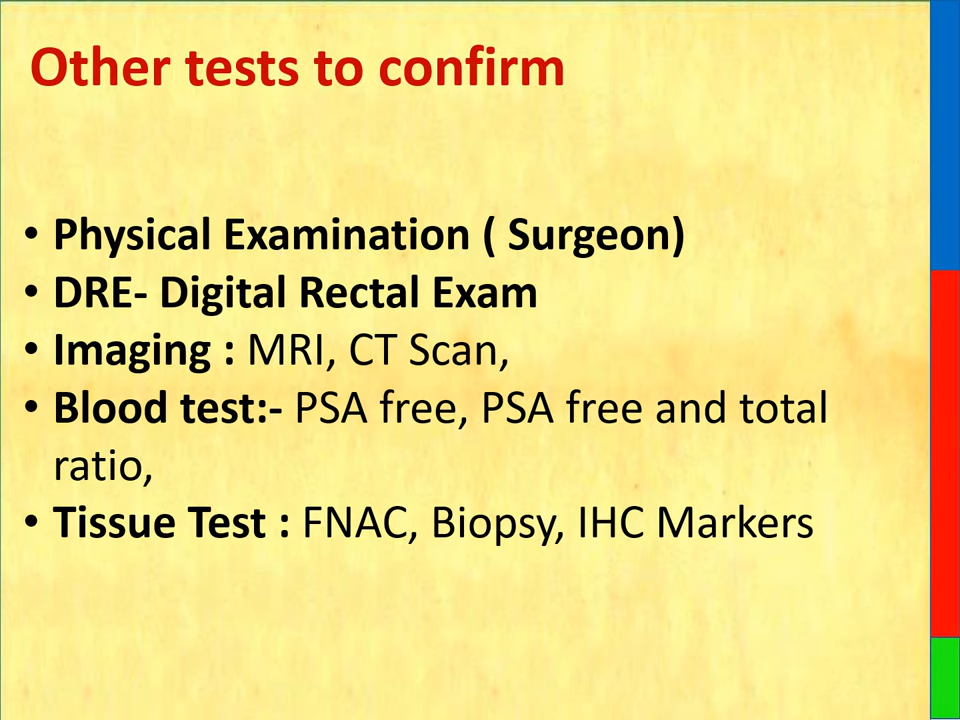 Other tests to confirm
• Physical Examination ( Surgeon)
• DRE- Digital Rectal Exam
• Imaging : MRI, CT Scan,
• Blood test:- PSA free, PSA free and total
ratio,
• Tissue Test : FNAC, Biopsy, IHC Markers